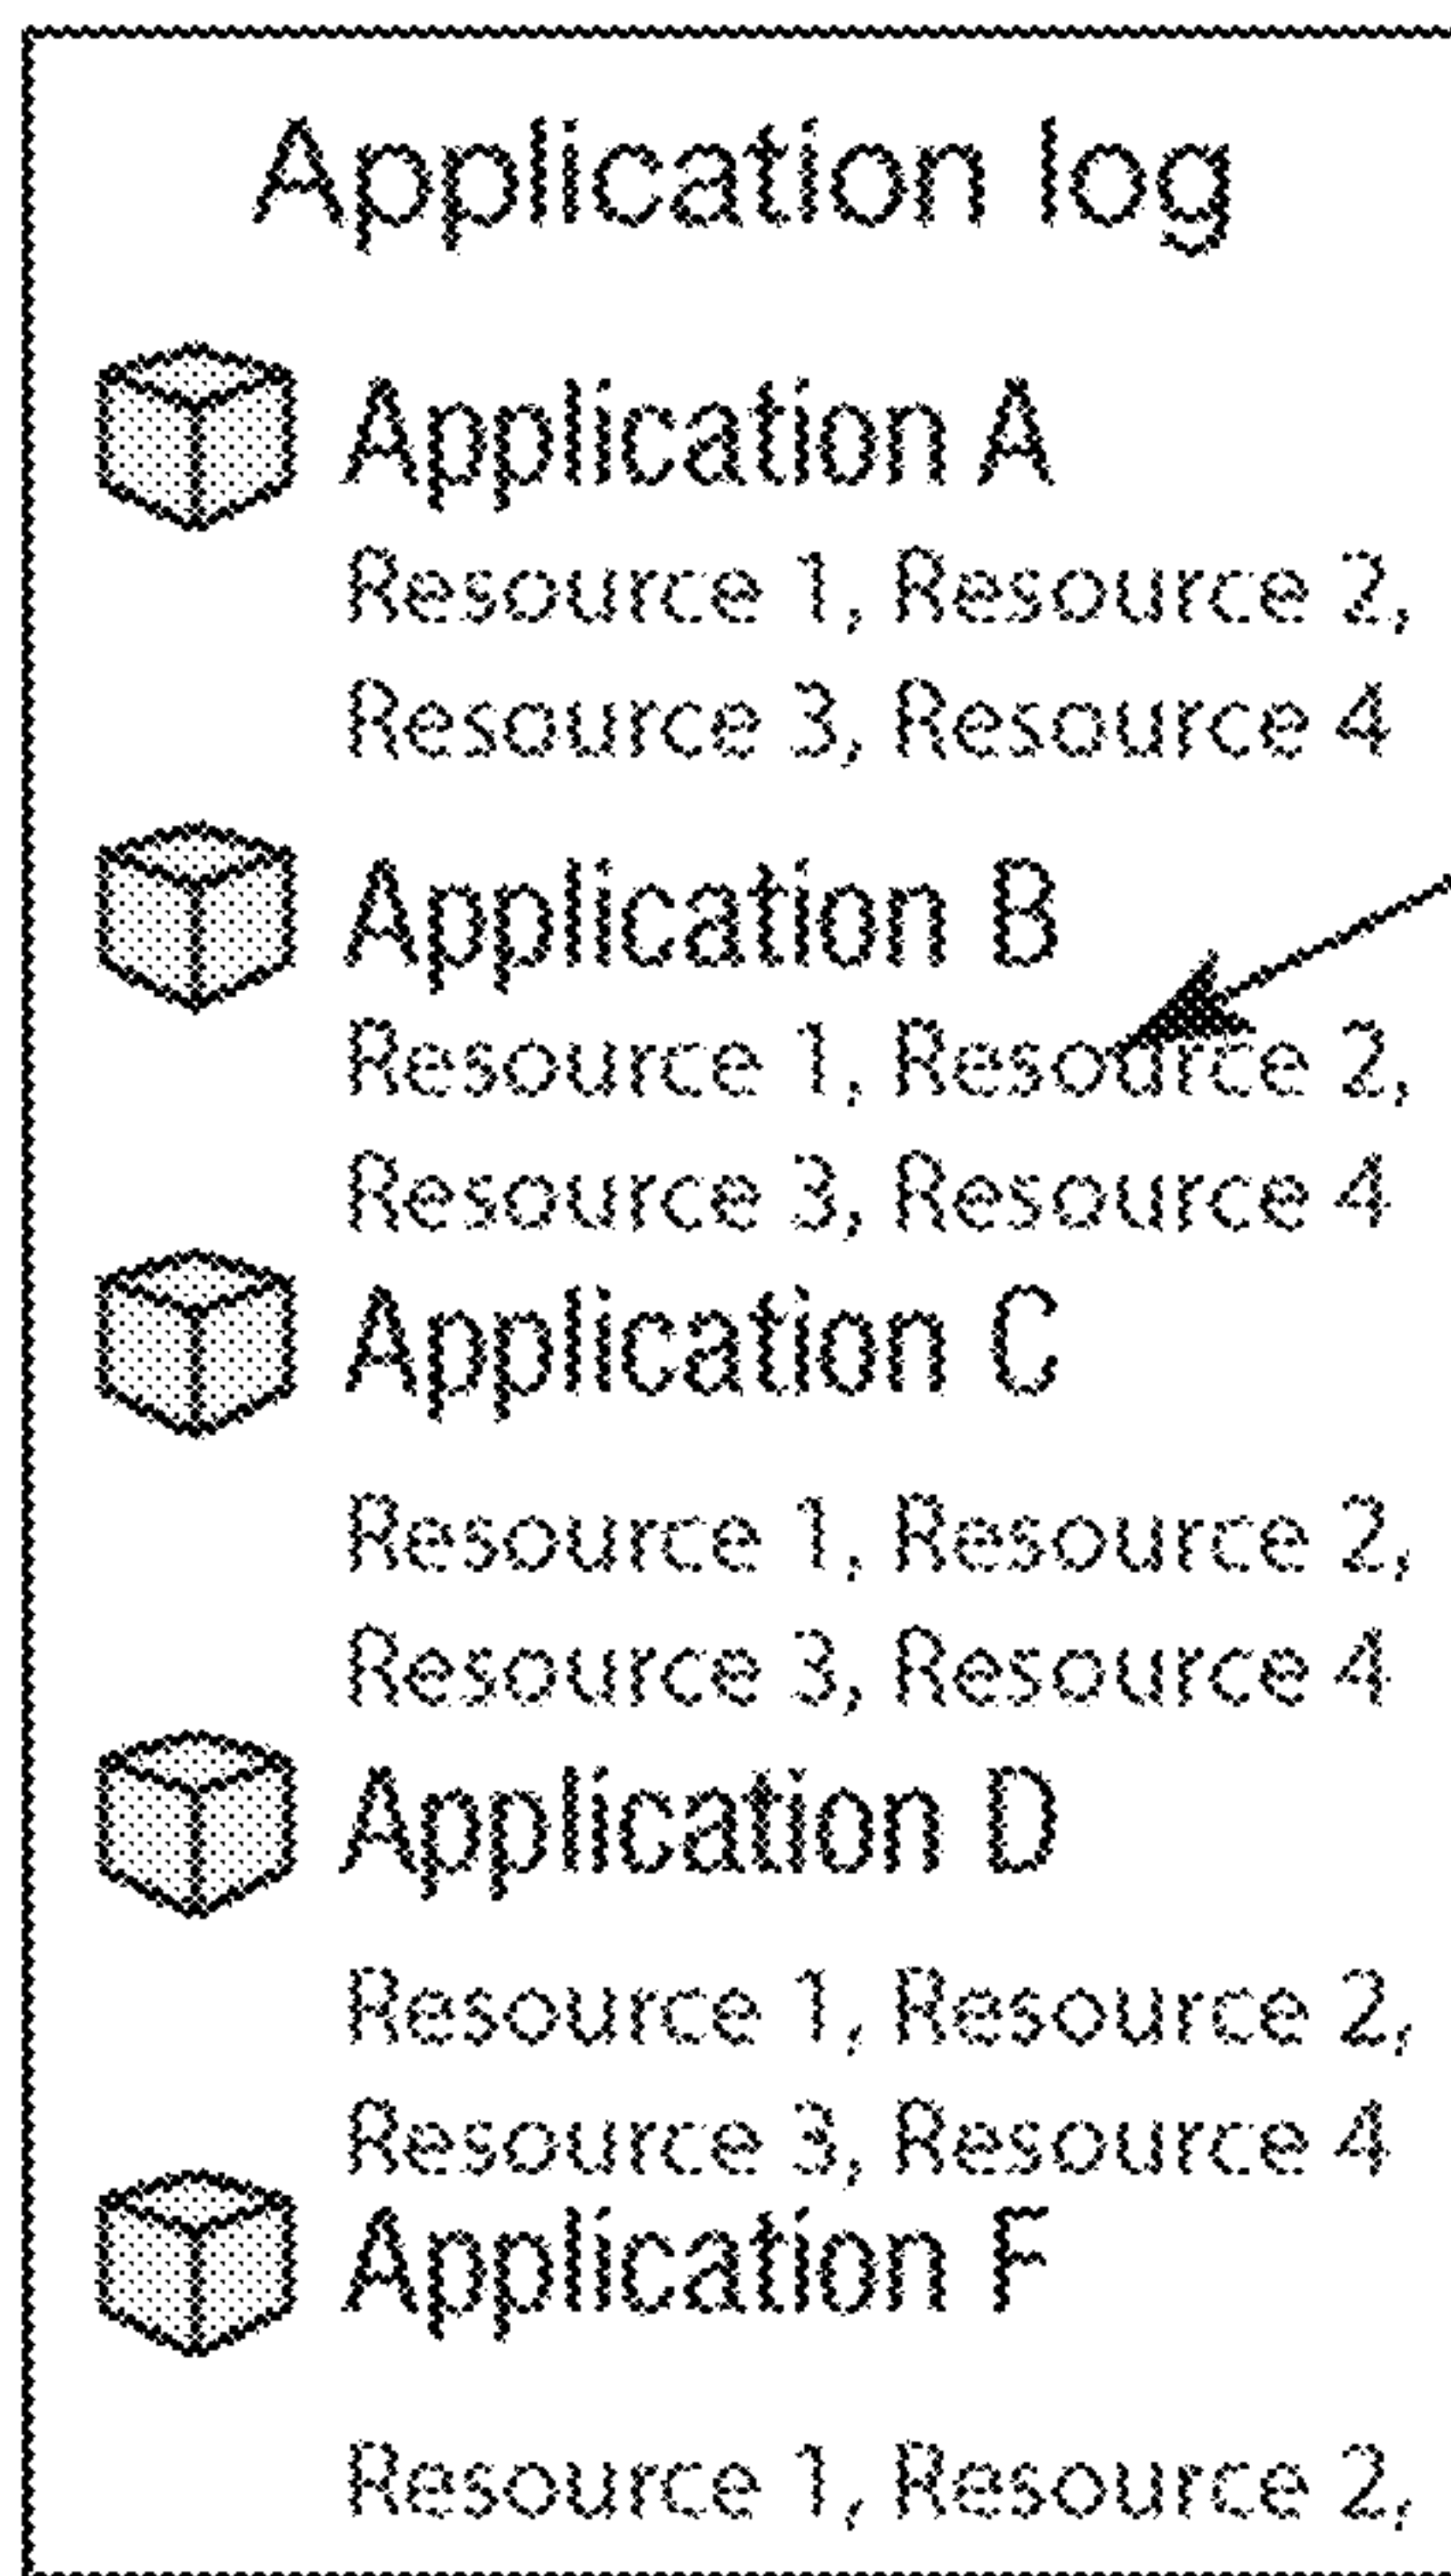 Application log
Application A
Resource 1, Resource 2,
Resource 3, Resource 4
Application B
Resource 1, Resource 2,
Resource 3, Resource 4
Application C
Resource 1, Resource 2,
Resource 3, Resource 4
Application D
Resource 1, Resource 2,
Resource 3, Resource 4
Application F
Resource 1, Resource 2,